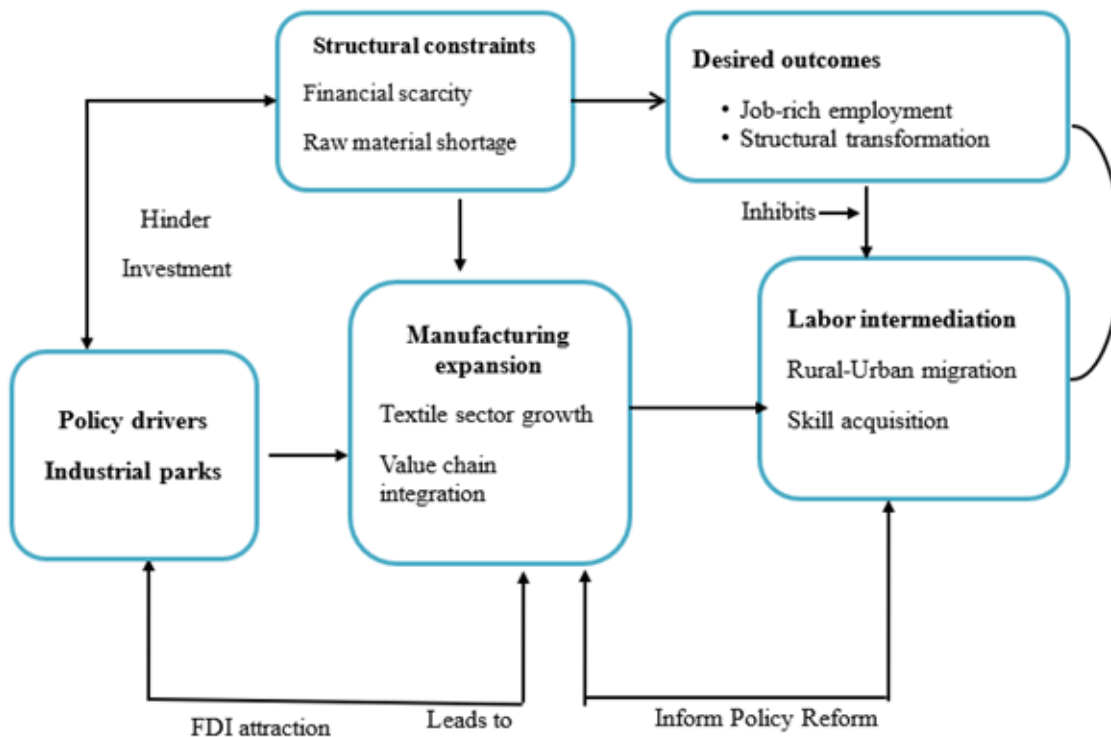 Structural constraints
Financial scarcity
Raw material shortage
Desired outcomes
• Job-rich employment
• Structural transformation
Hinder
Investment
Inhibits
Policy drivers
Industrial parks
Manufacturing
expansion
Textile sector growth
Value chain
integration
Labor intermediation
Rural-Urban migration
Skill acquisition
FDI attraction
Leads to
Inform Policy Reform